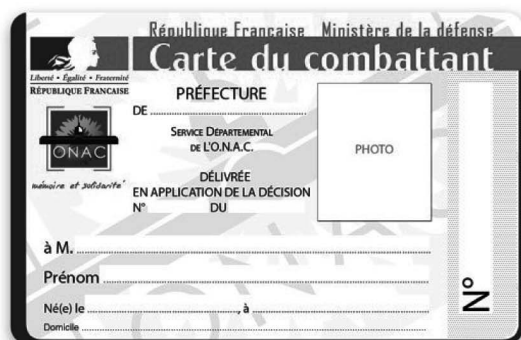 République Française Ministère de la défense
Carte du combattant
Liberté • Égalité • Fraternité
RÉPUBLIQUE FRANÇAISE
PRÉFECTURE
DE
SERVICE DÉPARTEMENTAL
DE L'O.N.A.C.
ONAC
mémoire et solidarité
PHOTO
DÉLIVRÉE
EN APPLICATION DE LA DÉCISION
N° DU
à M.
Prénom
Né(e) le , à
Domicile
N°